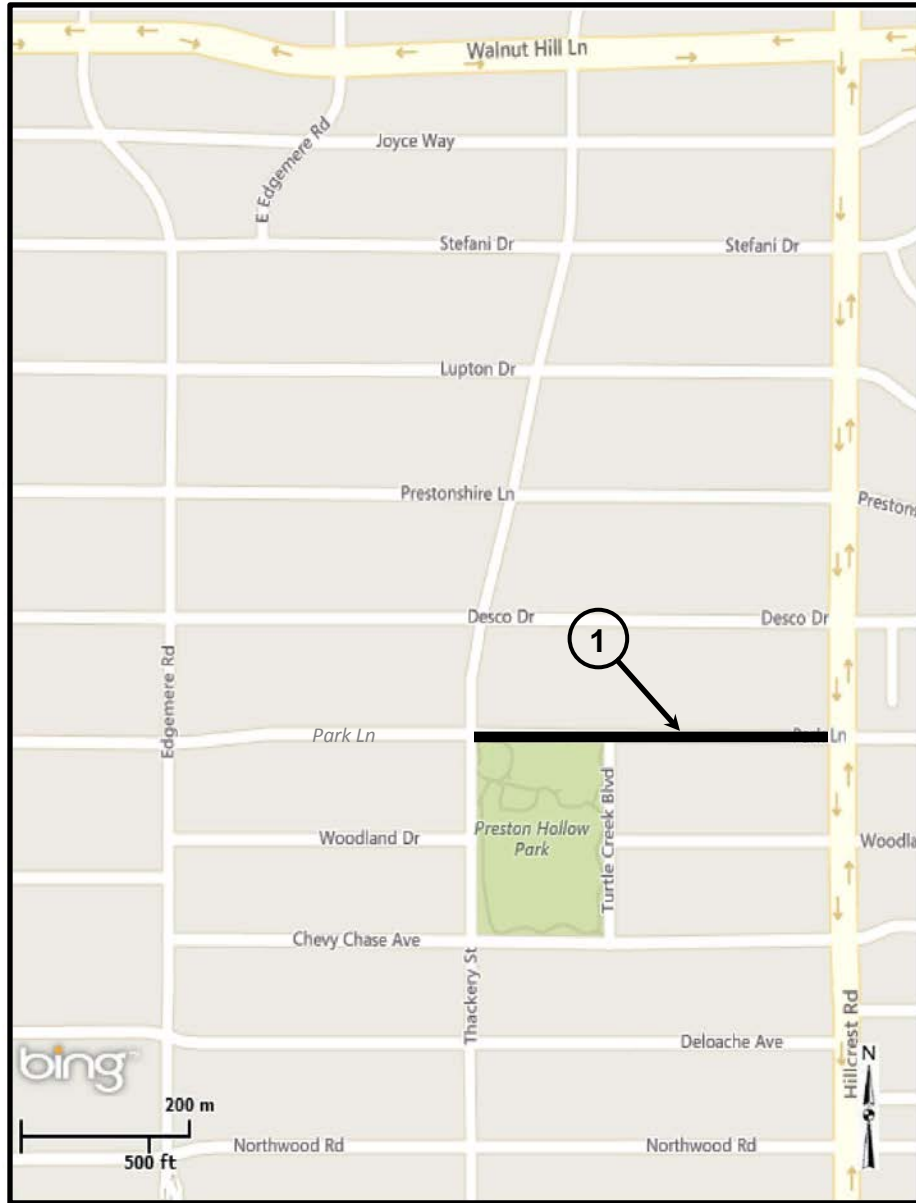 Walnut Hill Ln
Joyce Way
E Edgemere Rd
Stefani Dr
Stefani Dr
Lupton Dr
Prestonshire Ln
Desco Dr
Desco Dr
1
Edgemere Rd
Park Ln
Park Ln
Preston Hollow
Park
Turtle Creek Blvd
Woodland Dr
Chevy Chase Ave
Thackery St
Deloache Ave
Hillcrest Rd
N
bing
200 m
500 ft
Northwood Rd
Northwood Rd